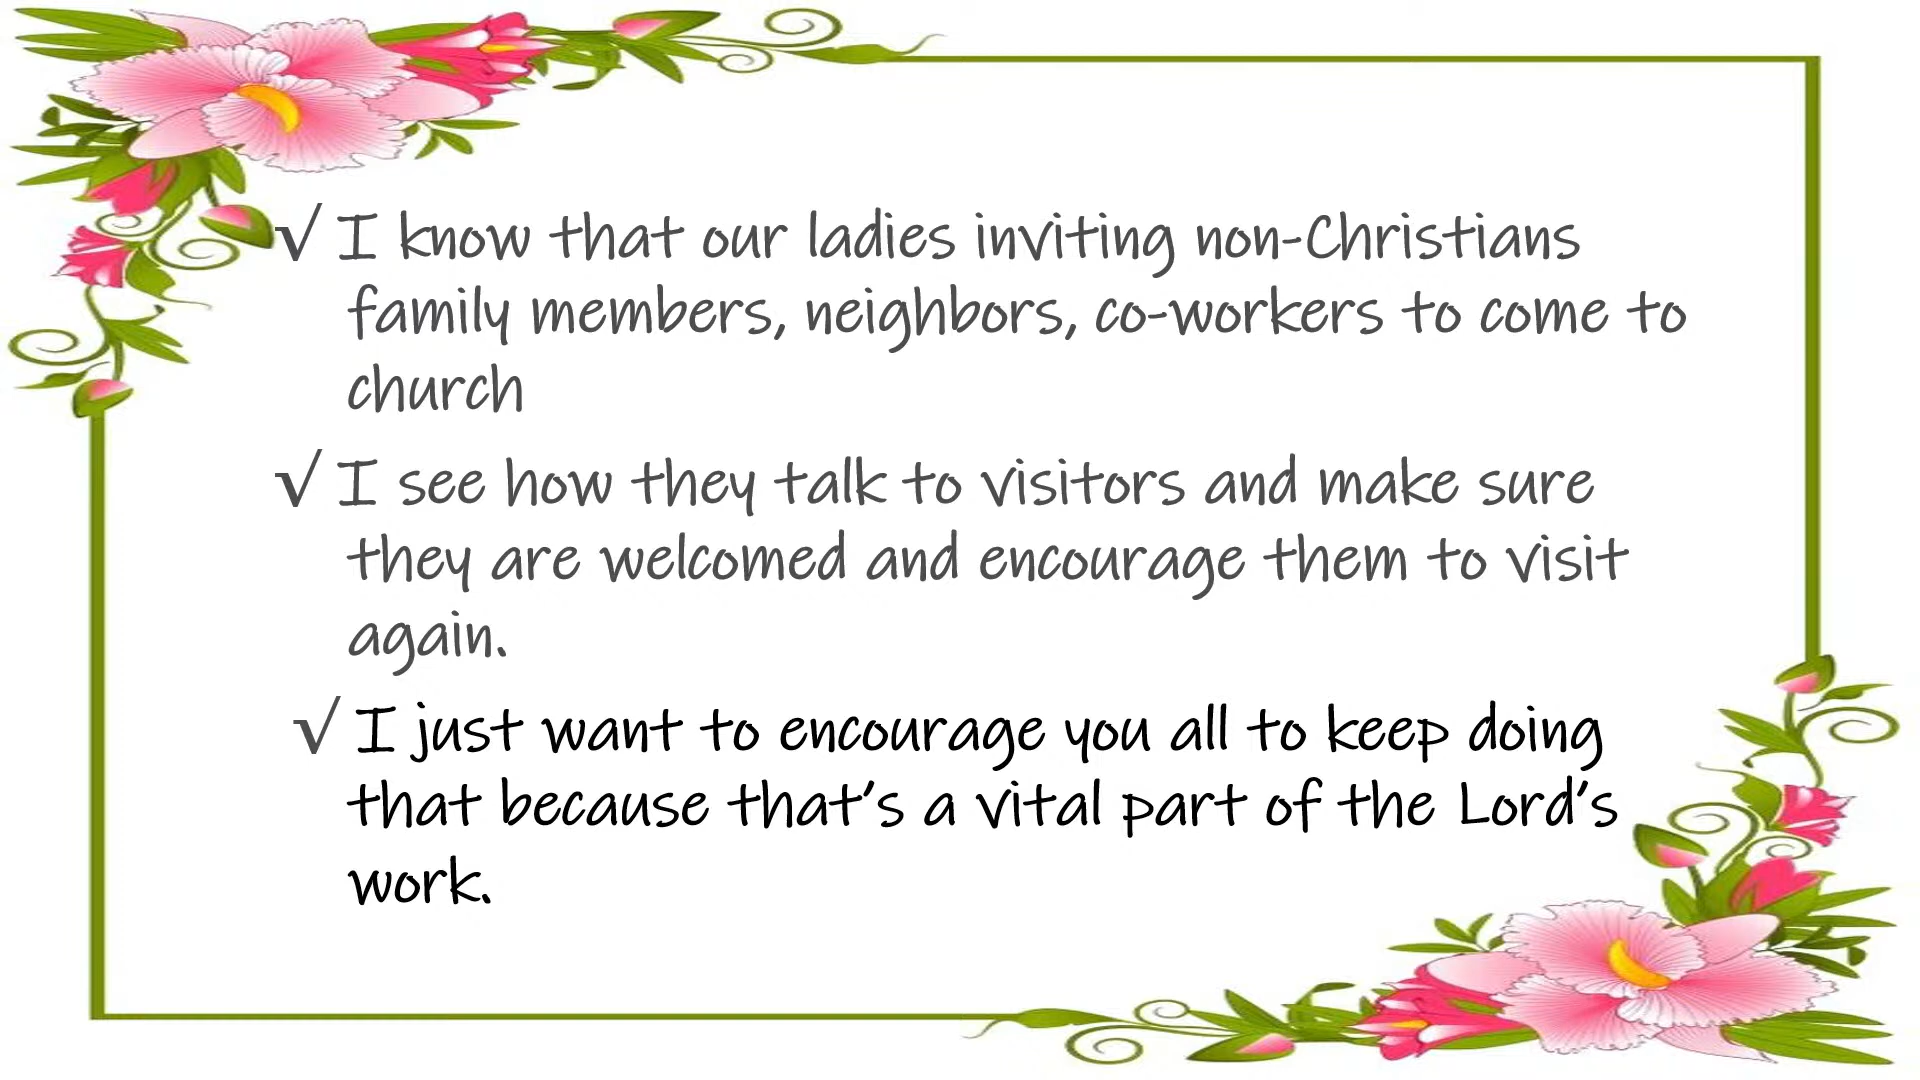 √ I know that our ladies inviting non-Christians
family members, neighbors, co-workers to come to
church
√ I see how they talk to visitors and make sure
they are welcomed and encourage them to visit
again.
√ I just want to encourage you all to keep doing
that because that's a vital part of the Lord's
work.